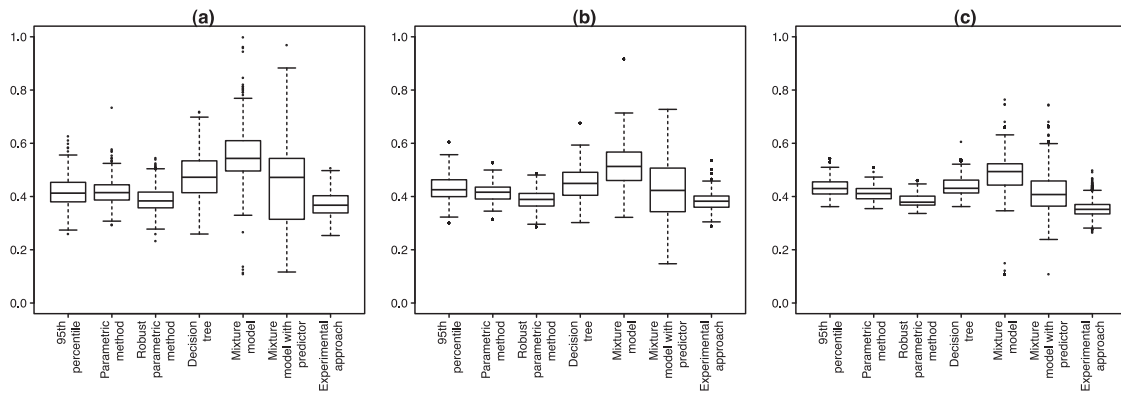 (a)
1.0
0.8
0.6
0.4
0.2
0.0
95th
percentile
Parametric
method
Robust
parametric
method
Decision
tree
Mixture
model
Mixture
model with
predictor
Experimental
approach
(b)
1.0
0.8
0.6
0.4
0.2
0.0
95th
percentile
Parametric
method
Robust
parametric
method
Decision
tree
Mixture
model
Mixture
model with
predictor
Experimental
approach
(c)
1.0
0.8
0.6
0.4
0.2
0.0
95th
percentile
Parametric
method
Robust
parametric
method
Decision
tree
Mixture
model
Mixture
model with
predictor
Experimental
approach